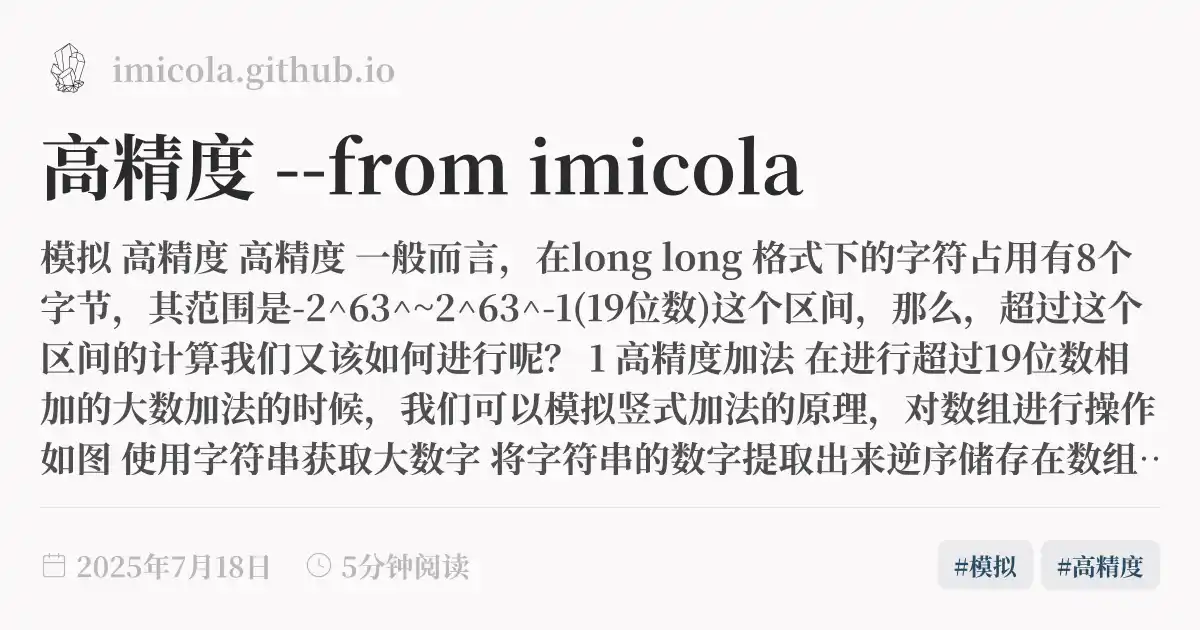 imicola.github.io
高精度 --from imicola
模拟 高精度 高精度 一般而言，在long long 格式下的字符占用有8个
字节，其范围是-2^63^~2^63^-1(19位数)这个区间，那么，超过这个
区间的计算我们又该如何进行呢？ 1 高精度加法 在进行超过19位数相
加的大数加法的时候，我们可以模拟竖式加法的原理，对数组进行操作
如图 使用字符串获取大数字 将字符串的数字提取出来逆序储存在数组…
2025年7月18日 5分钟阅读 #模拟 #高精度